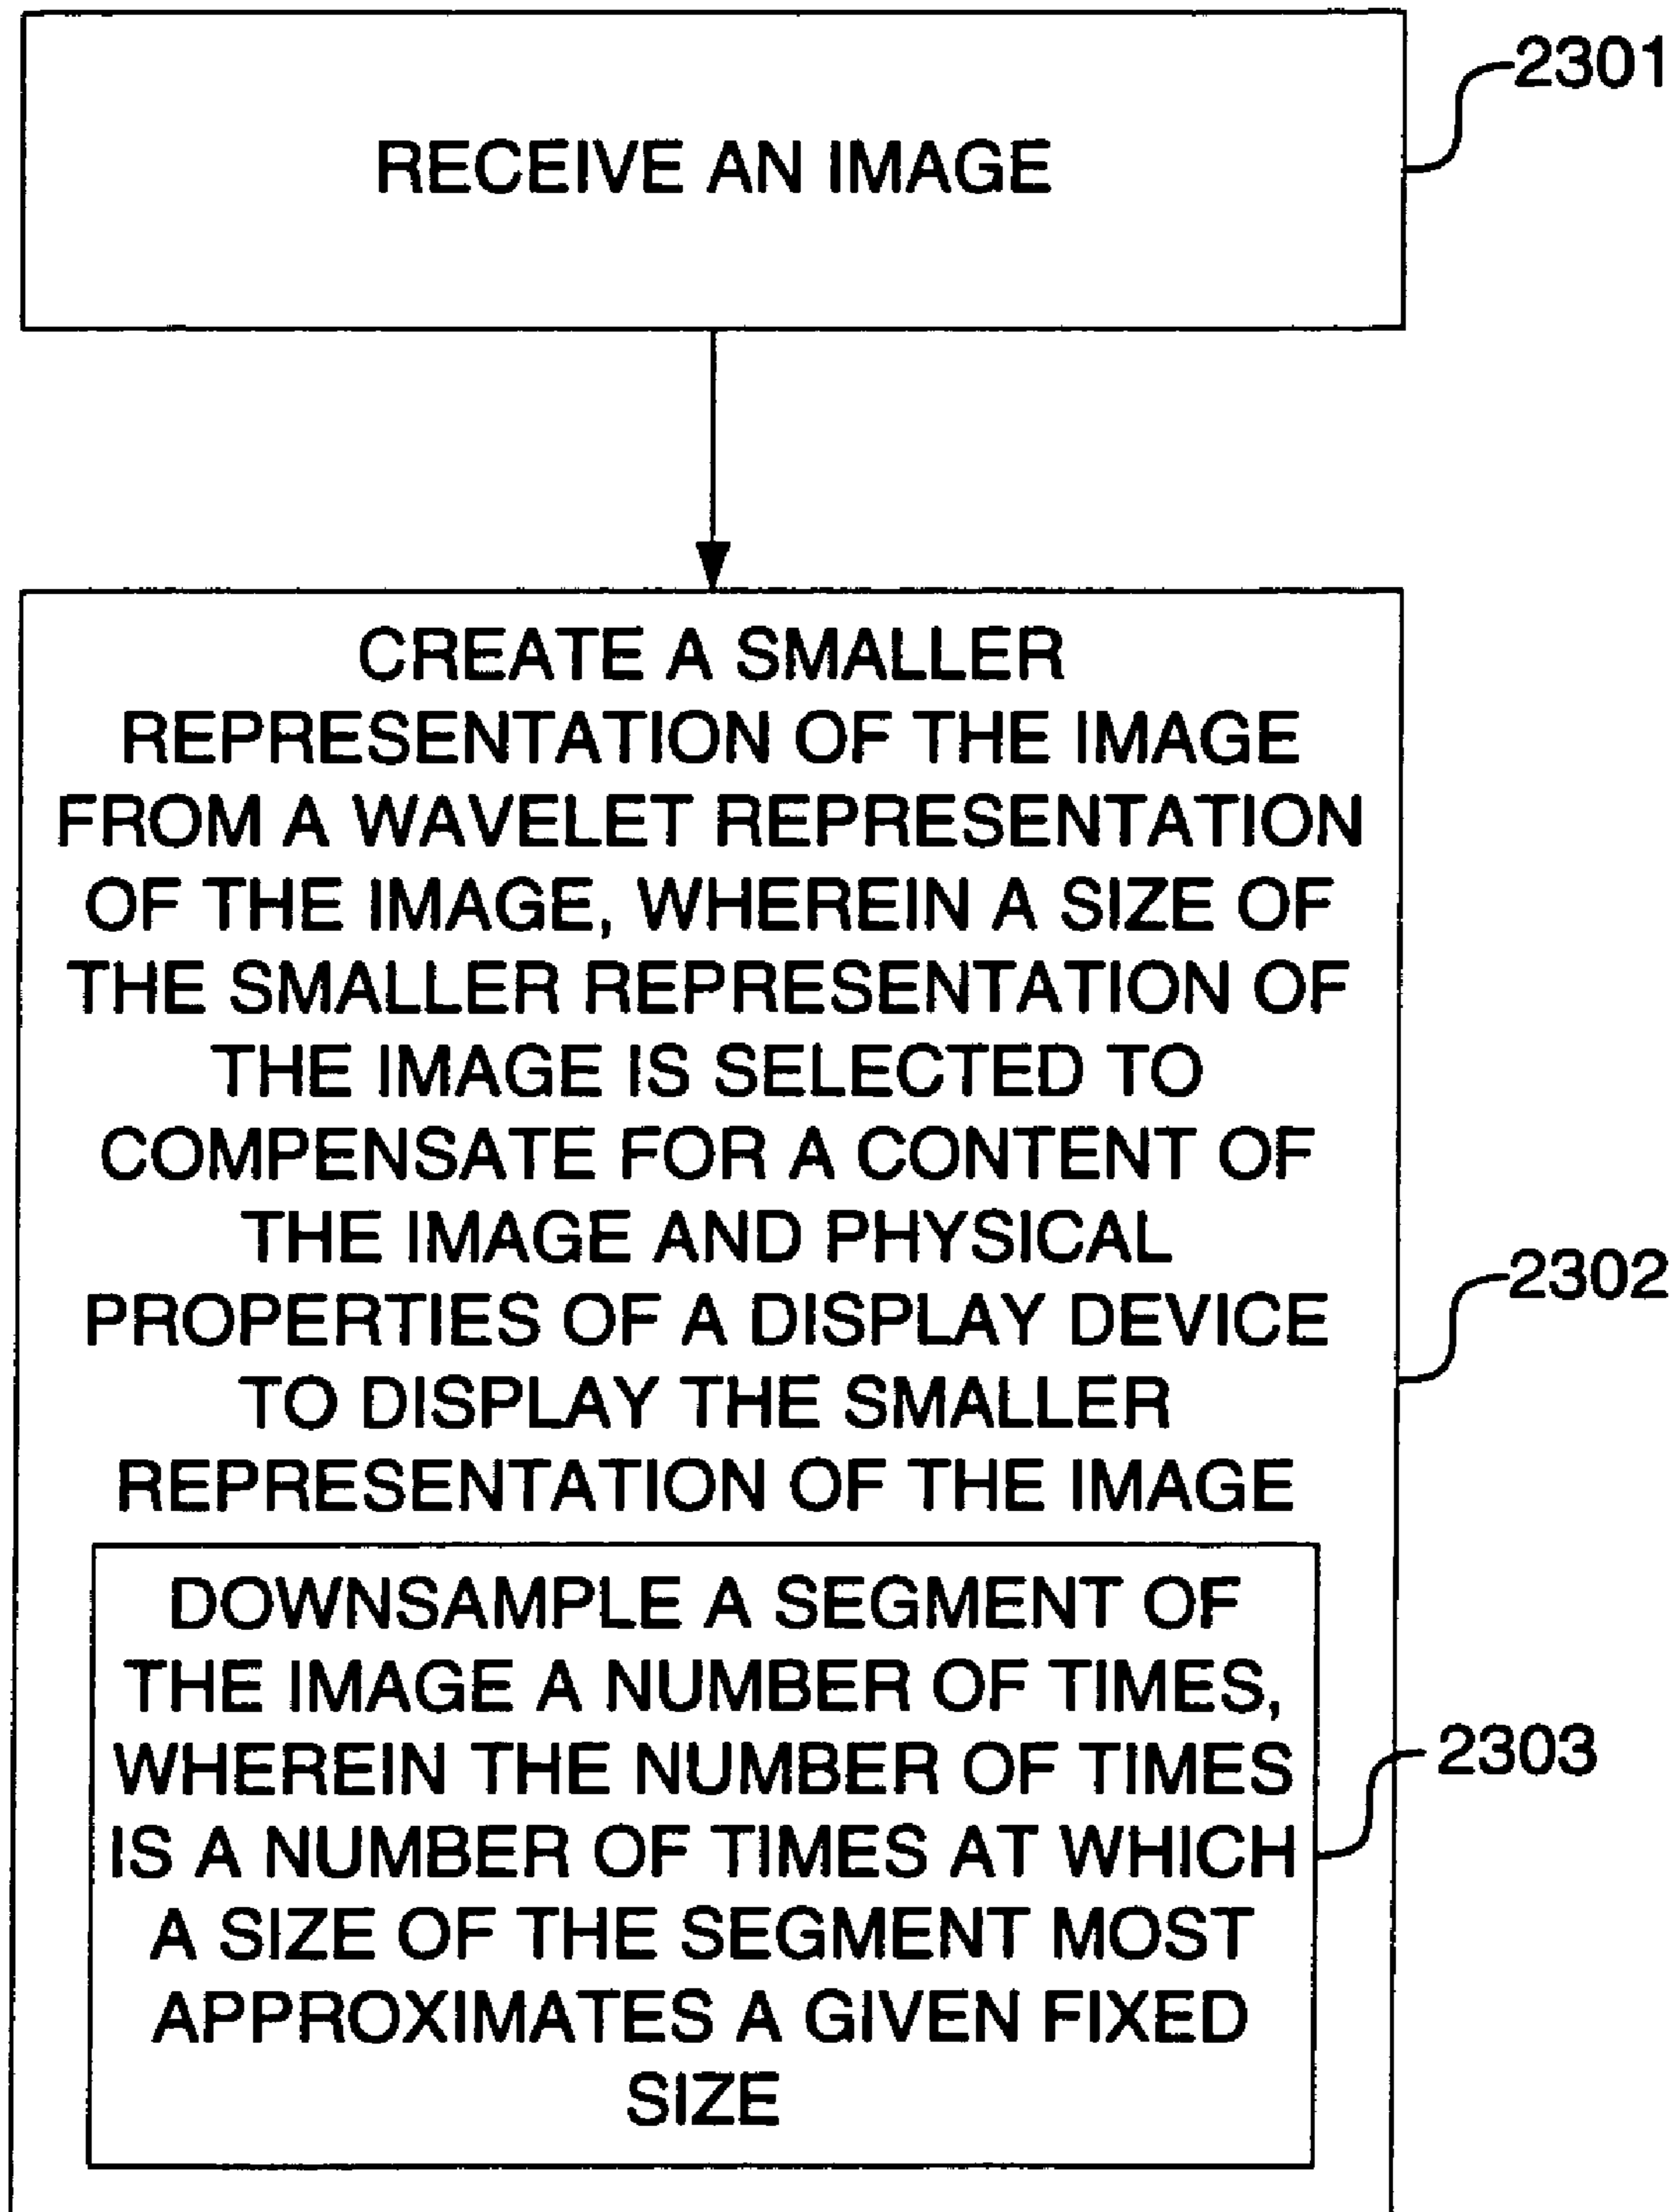 RECEIVE AN IMAGE
2301
CREATE A SMALLER
REPRESENTATION OF THE IMAGE
FROM A WAVELET REPRESENTATION
OF THE IMAGE, WHEREIN A SIZE OF
THE SMALLER REPRESENTATION OF
THE IMAGE IS SELECTED TO
COMPENSATE FOR A CONTENT OF
THE IMAGE AND PHYSICAL
PROPERTIES OF A DISPLAY DEVICE
TO DISPLAY THE SMALLER
REPRESENTATION OF THE IMAGE
2302
DOWNSAMPLE A SEGMENT OF
THE IMAGE A NUMBER OF TIMES,
WHEREIN THE NUMBER OF TIMES
IS A NUMBER OF TIMES AT WHICH
A SIZE OF THE SEGMENT MOST
APPROXIMATES A GIVEN FIXED
SIZE
2303